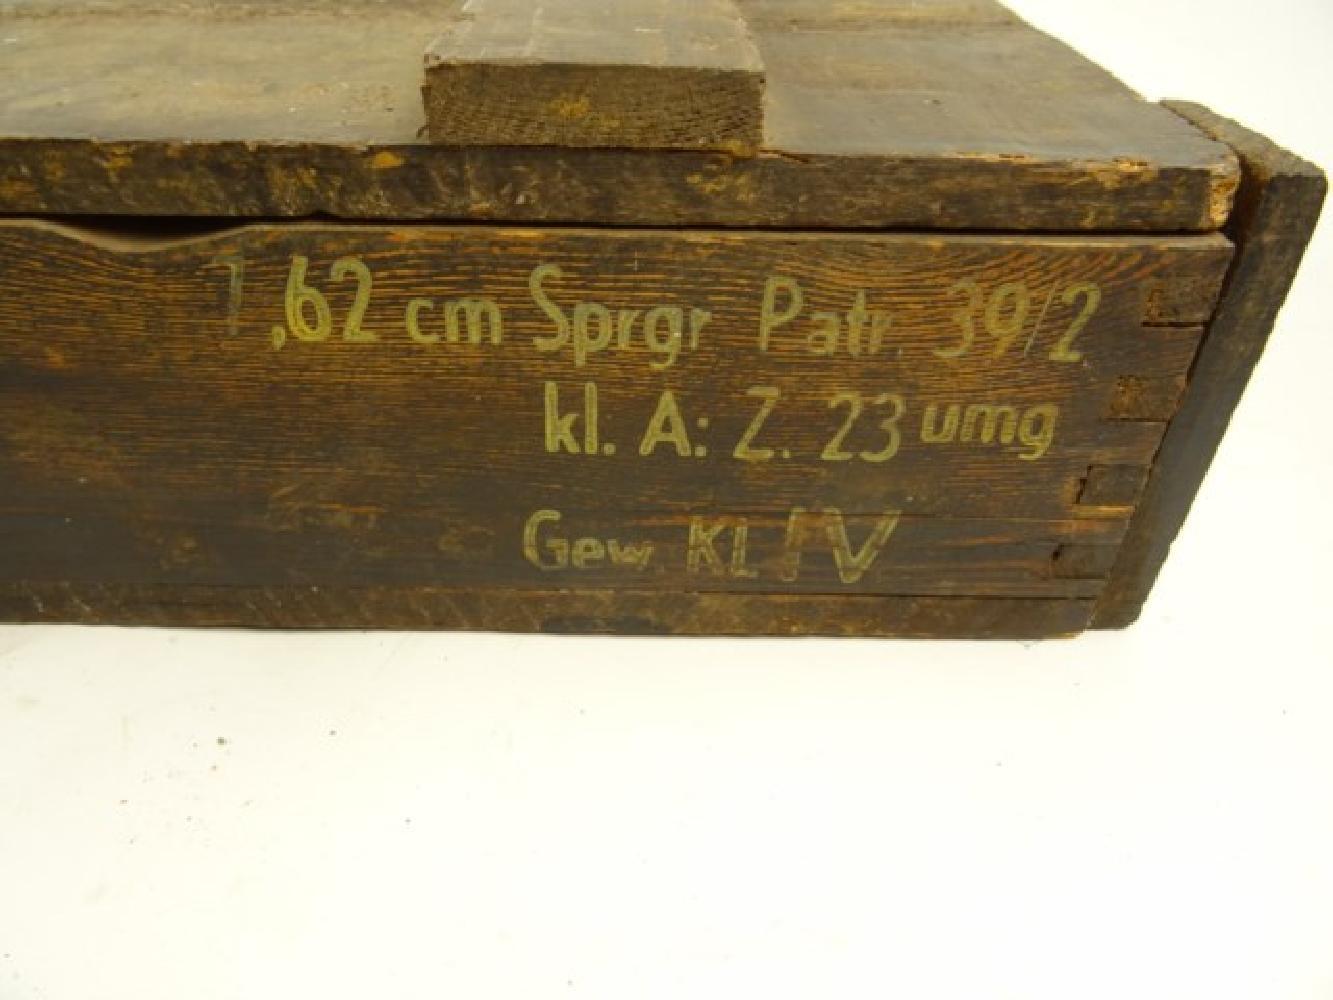 7,62 cm Sprgr Patr. 39/2
kl. A: Z. 23 umg
Gew. KL IV